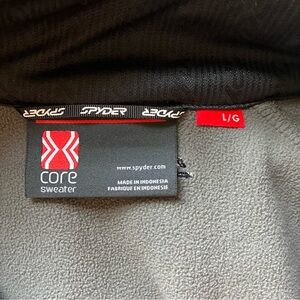 SPYDER SPYDER SPYDER
L/G
core
sweater
www.spyder.com
MADE IN INDONESIA
FABRIQUE EN INDONESIE